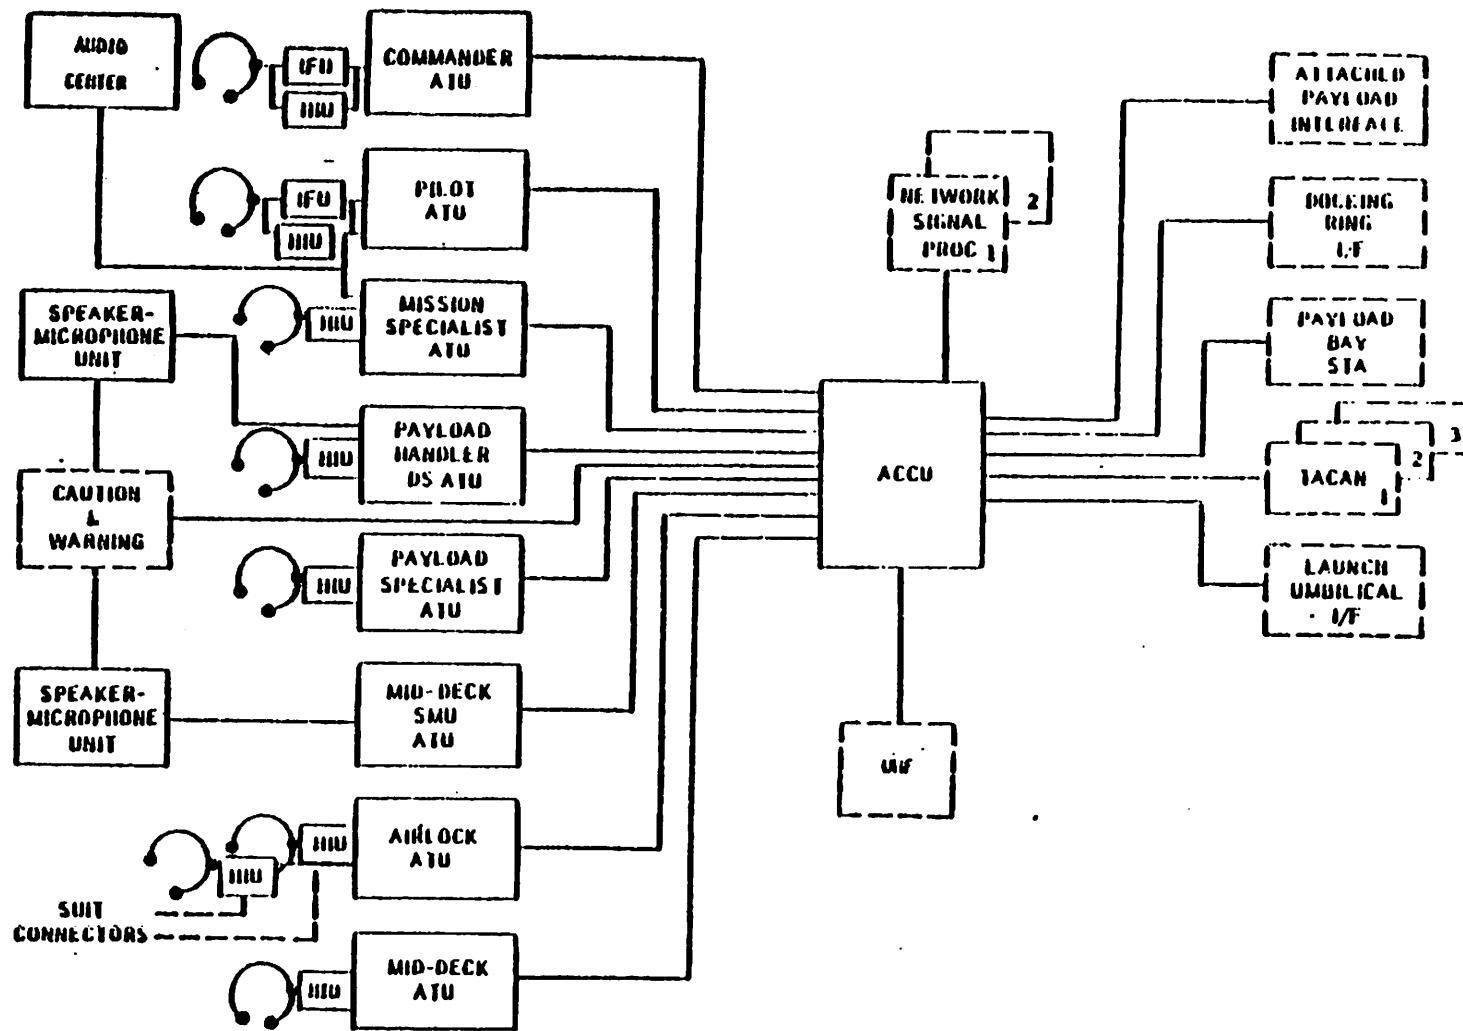 AUDIO
CENTER
IFU
HIU
COMMANDER
ATU
IFU
HIU
PILOT
ATU
SPEAKER-
MICROPHONE
UNIT
HIU
MISSION
SPECIALIST
ATU
HIU
PAYLOAD
HANDLER
DS ATU
CAUTION
&
WARNING
HIU
PAYLOAD
SPECIALIST
ATU
SPEAKER-
MICROPHONE
UNIT
MID-DECK
SMU
ATU
HIU
HIU
AIRLOCK
ATU
SUIT
CONNECTORS
HIU
MID-DECK
ATU
NETWORK
SIGNAL
PROC 1
2
ACCU
UHF
ATTACHED
PAYLOAD
INTERFACE
DOCKING
RING
I/F
PAYLOAD
BAY
STA
TACAN
1
2
3
LAUNCH
UMBILICAL
I/F